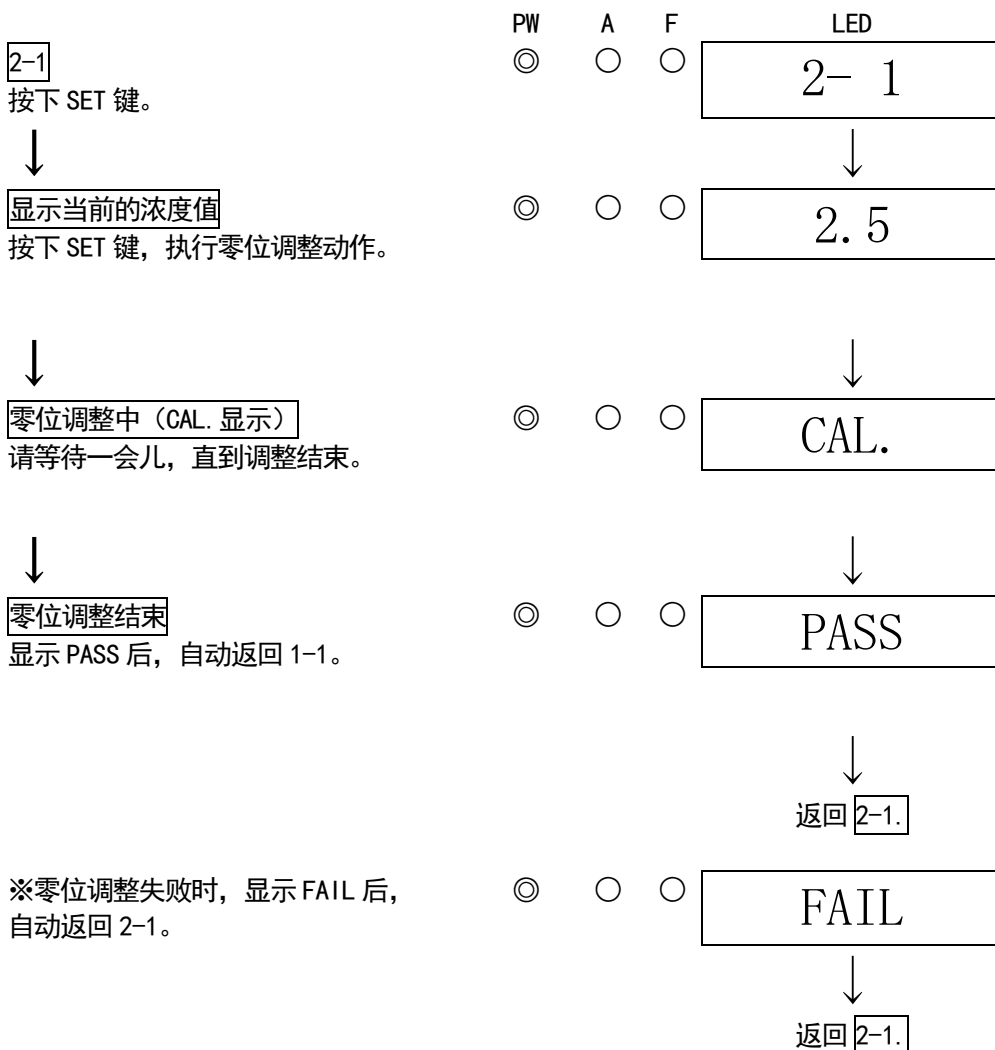 PW A F LED
2-1 ◎ ○ ○ 2- 1
按下 SET 键。
↓ ↓
显示当前的浓度值 ◎ ○ ○ 2.5
按下 SET 键，执行零位调整动作。
↓ ↓
零位调整中（CAL.显示） ◎ ○ ○ CAL.
请等待一会儿，直到调整结束。
↓ ↓
零位调整结束 ◎ ○ ○ PASS
显示 PASS 后，自动返回 1-1。
↓
返回 2-1.
※零位调整失败时，显示 FAIL 后， ◎ ○ ○ FAIL
自动返回 2-1。
↓
返回 2-1.